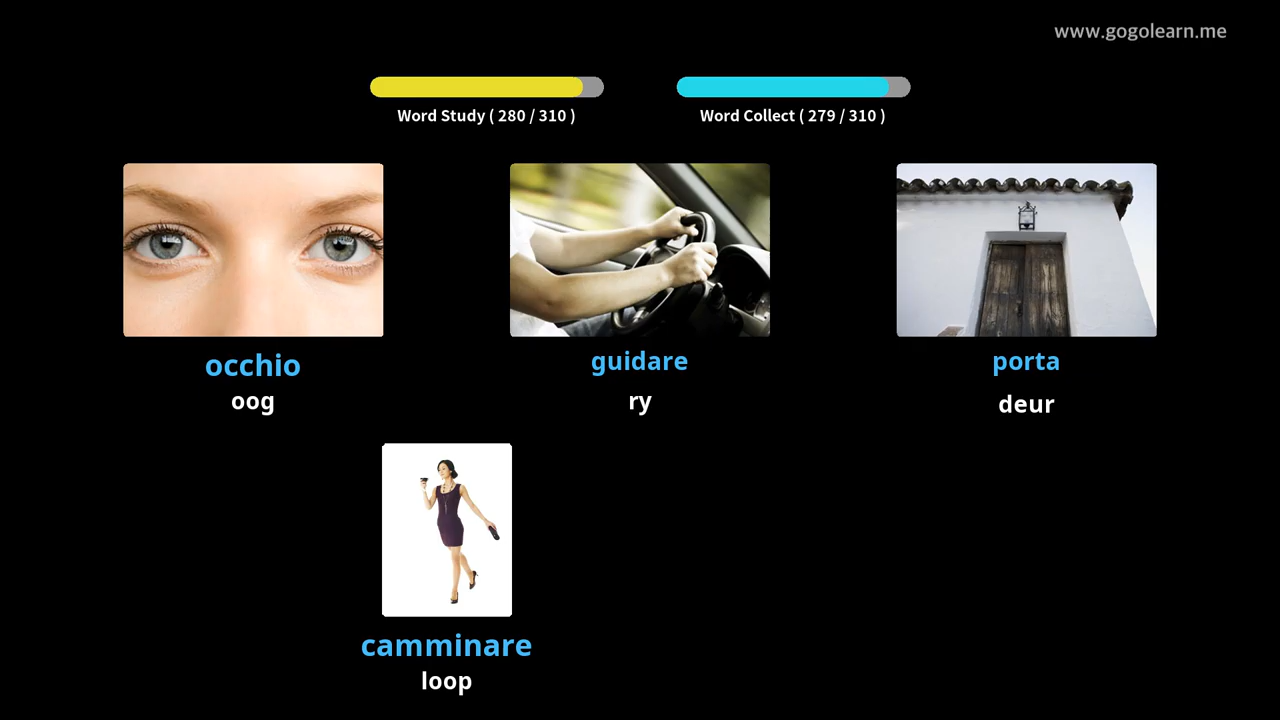 www.gogolearn.me
Word Study ( 280 / 310 )
Word Collect ( 279 / 310 )
occhio
oog
guidare
ry
porta
deur
camminare
loop